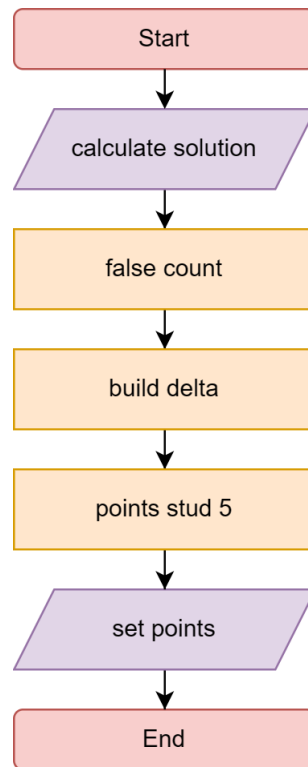 Start
calculate solution
false count
build delta
points stud 5
set points
End